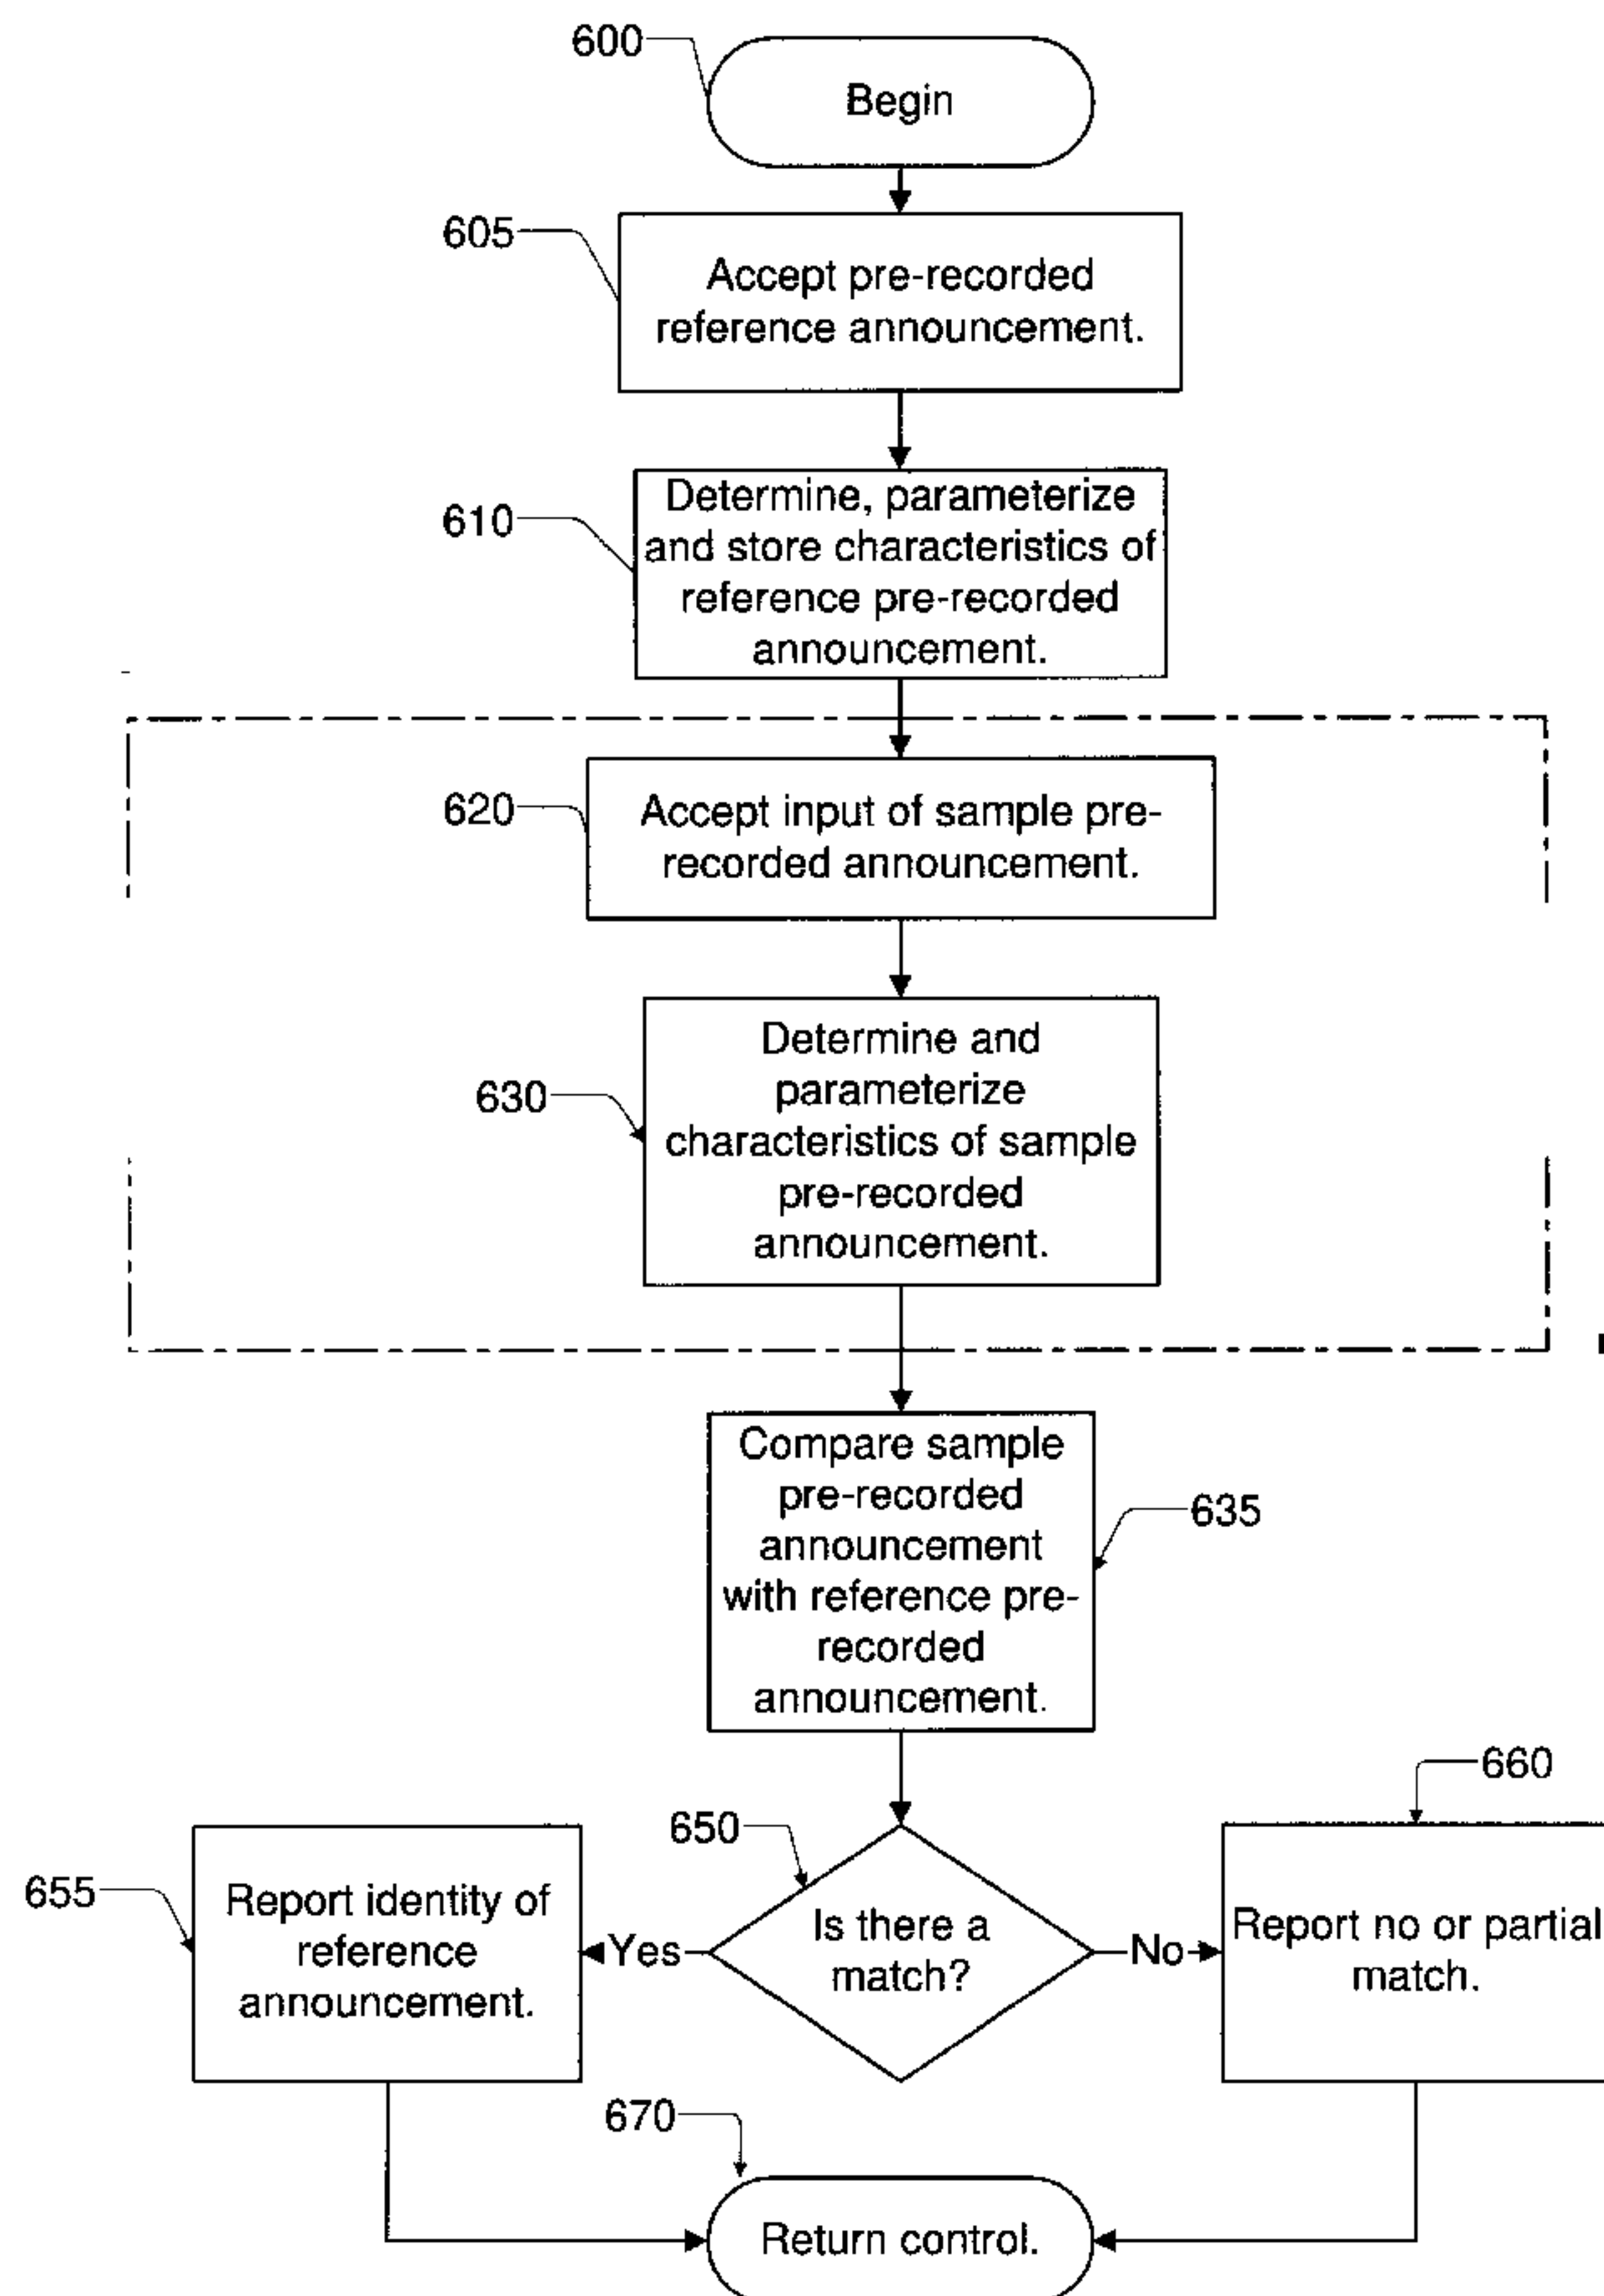 600
Begin
605
Accept pre-recorded
reference announcement.
610
Determine, parameterize
and store characteristics of
reference pre-recorded
announcement.
620
Accept input of sample pre-
recorded announcement.
630
Determine and
parameterize
characteristics of sample
pre-recorded
announcement.
635
Compare sample
pre-recorded
announcement
with reference pre-
recorded
announcement.
650
Is there a
match?
Yes
No
655
Report identity of
reference
announcement.
660
Report no or partial
match.
670
Return control.